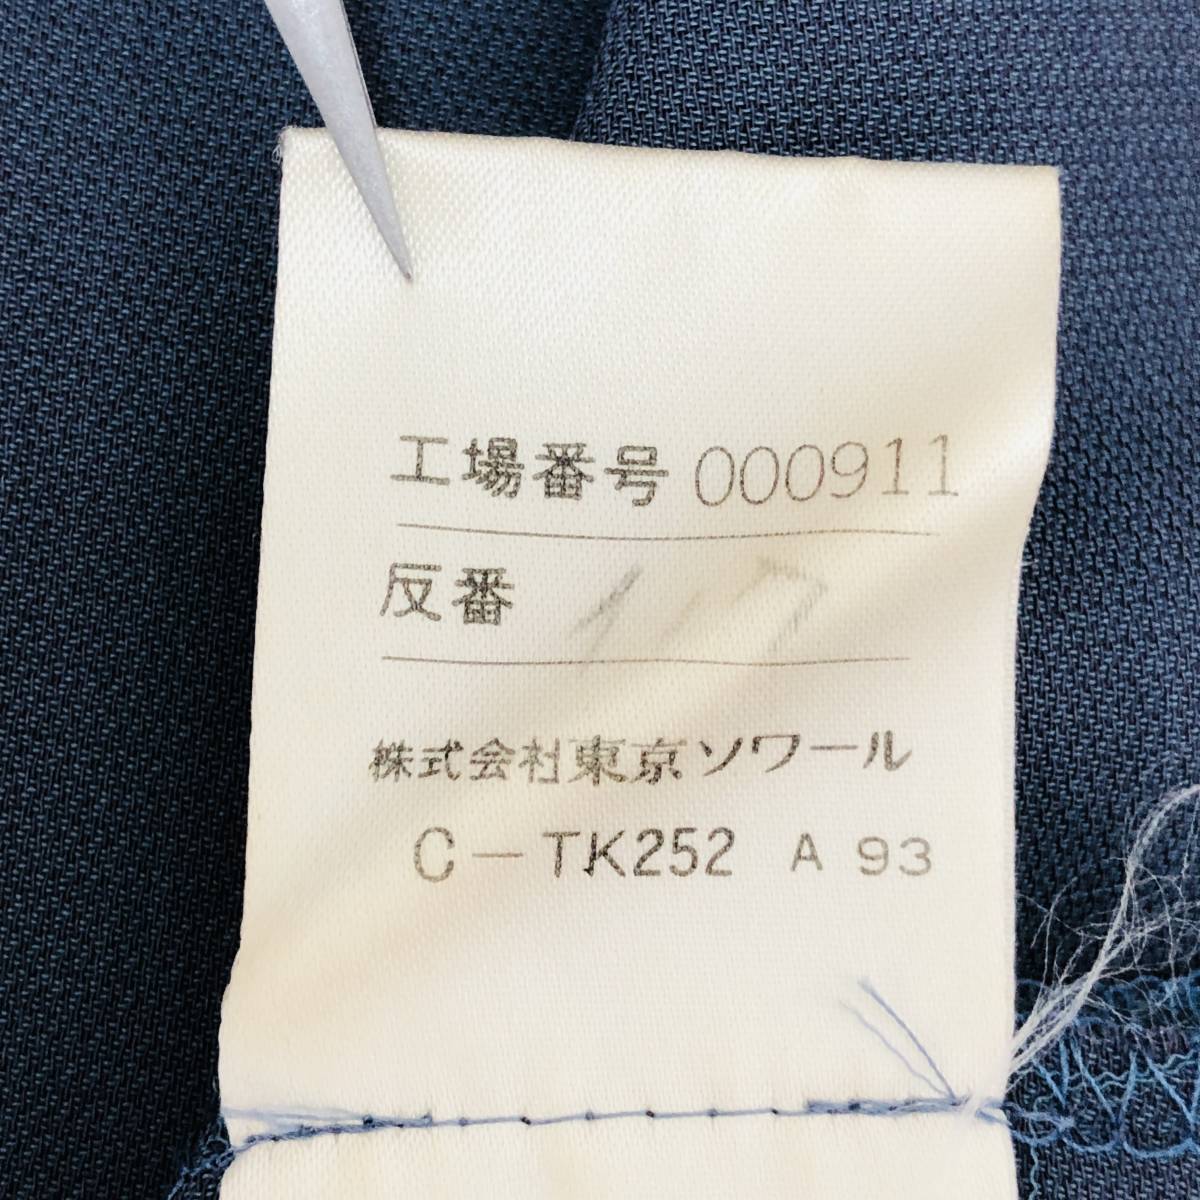 工場番号 000911
反番
株式会社東京ソワール
C-TK252 A 93